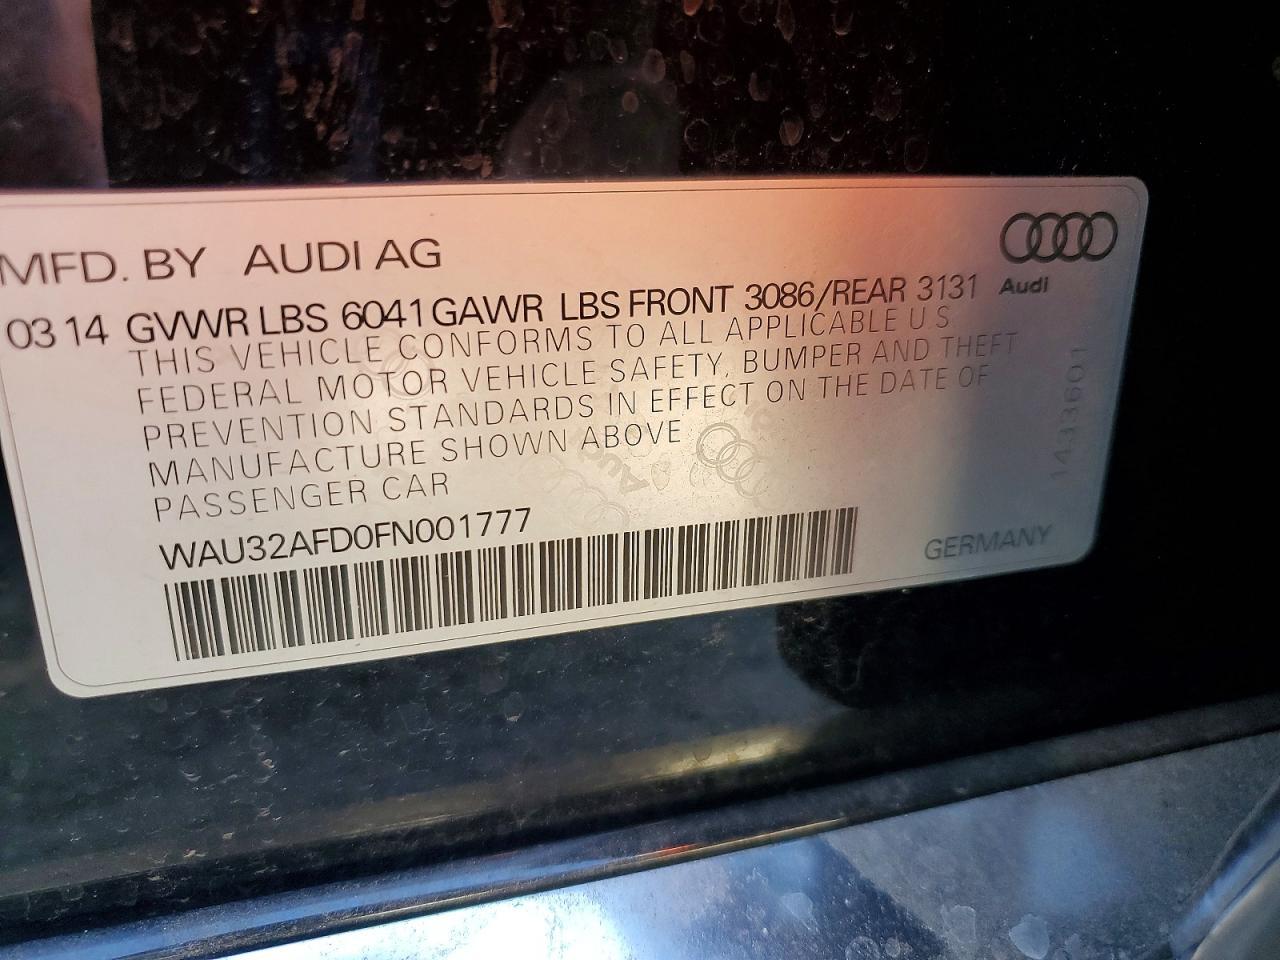 MFD. BY AUDI AG
Audi
03 14 GVWR LBS 6041 GAWR LBS FRONT 3086/REAR 3131
THIS VEHICLE CONFORMS TO ALL APPLICABLE U S
FEDERAL MOTOR VEHICLE SAFETY, BUMPER AND THEFT
PREVENTION STANDARDS IN EFFECT ON THE DATE OF
MANUFACTURE SHOWN ABOVE
PASSENGER CAR
WAU32AFD0FN001777
GERMANY
1433601
Audi